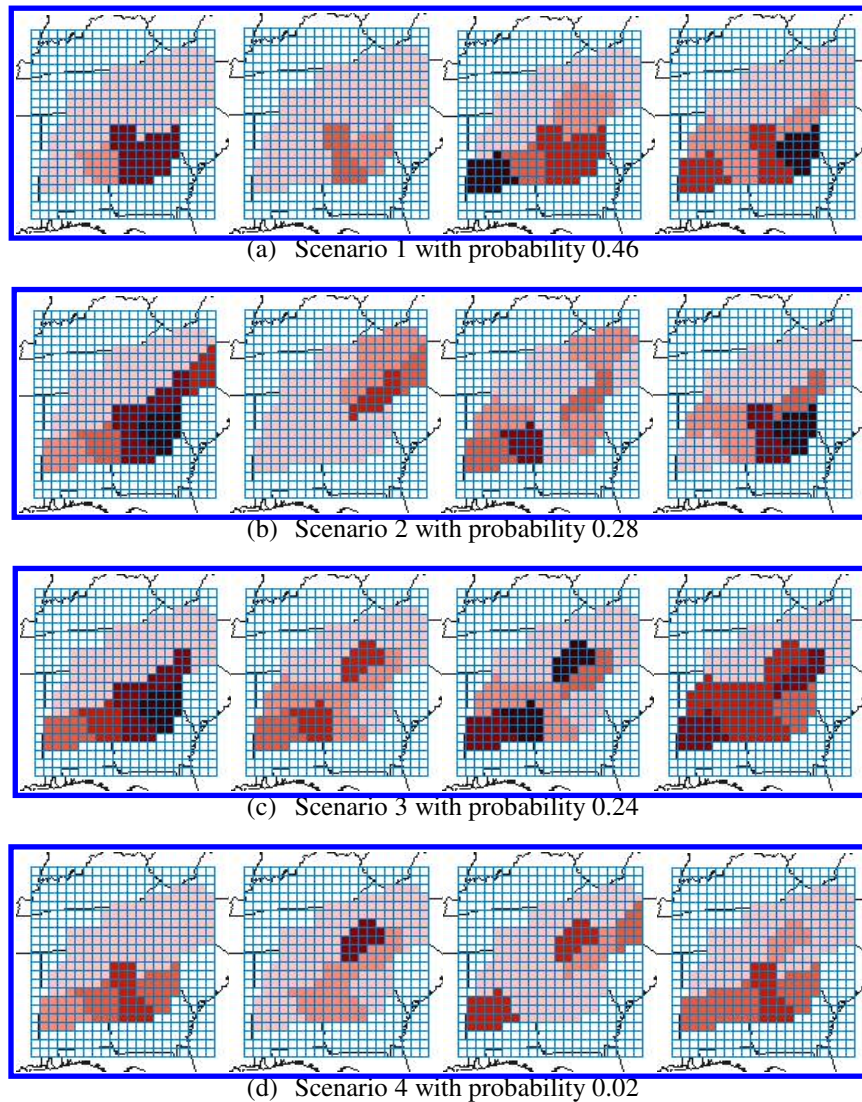 (a) Scenario 1 with probability 0.46
(b) Scenario 2 with probability 0.28
(c) Scenario 3 with probability 0.24
(d) Scenario 4 with probability 0.02